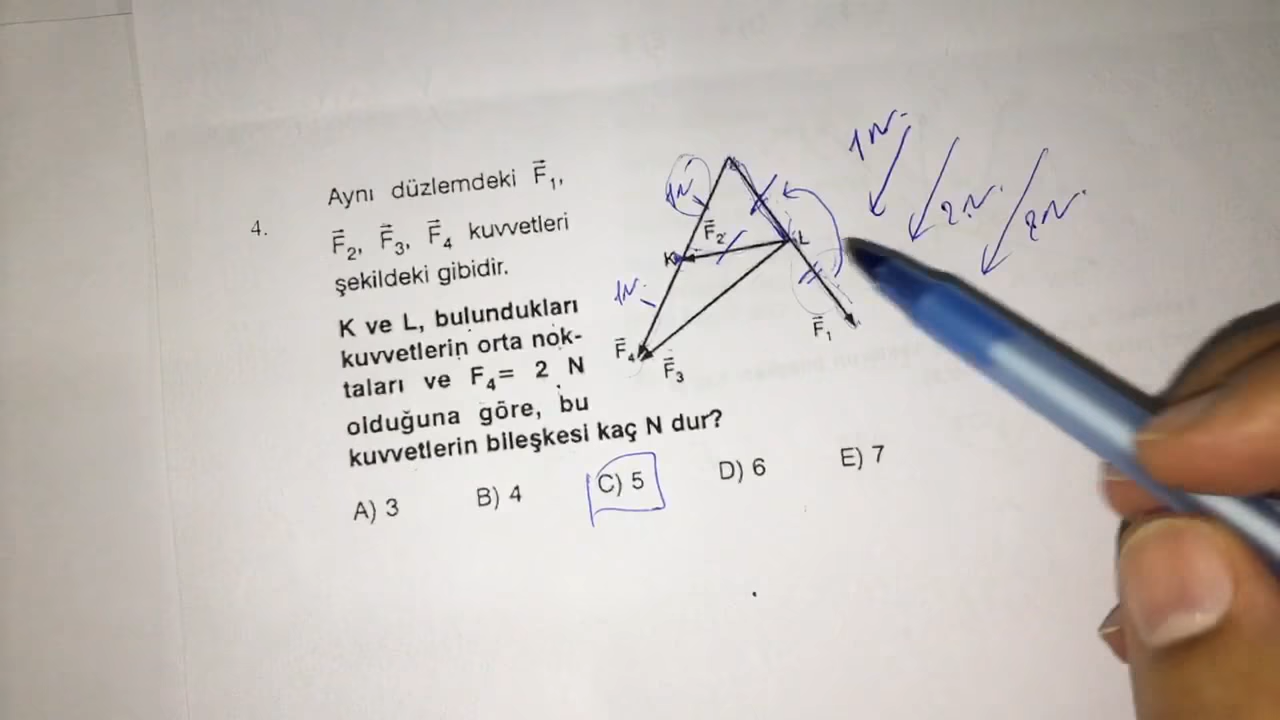 Aynı düzlemdeki F⃗₁,
4.
F⃗₂, F⃗₃, F⃗₄ kuvvetleri
şekildeki gibidir.
K ve L, bulundukları
kuvvetlerin orta nok-
taları ve F₄= 2 N
olduğuna göre, bu
kuvvetlerin bileşkesi kaç N dur?
A) 3
B) 4
C) 5
D) 6
E) 7
1N
F⃗₂
K
L
1N.
F⃗₄
F⃗₃
F⃗₁
1N.
2N.
2N.